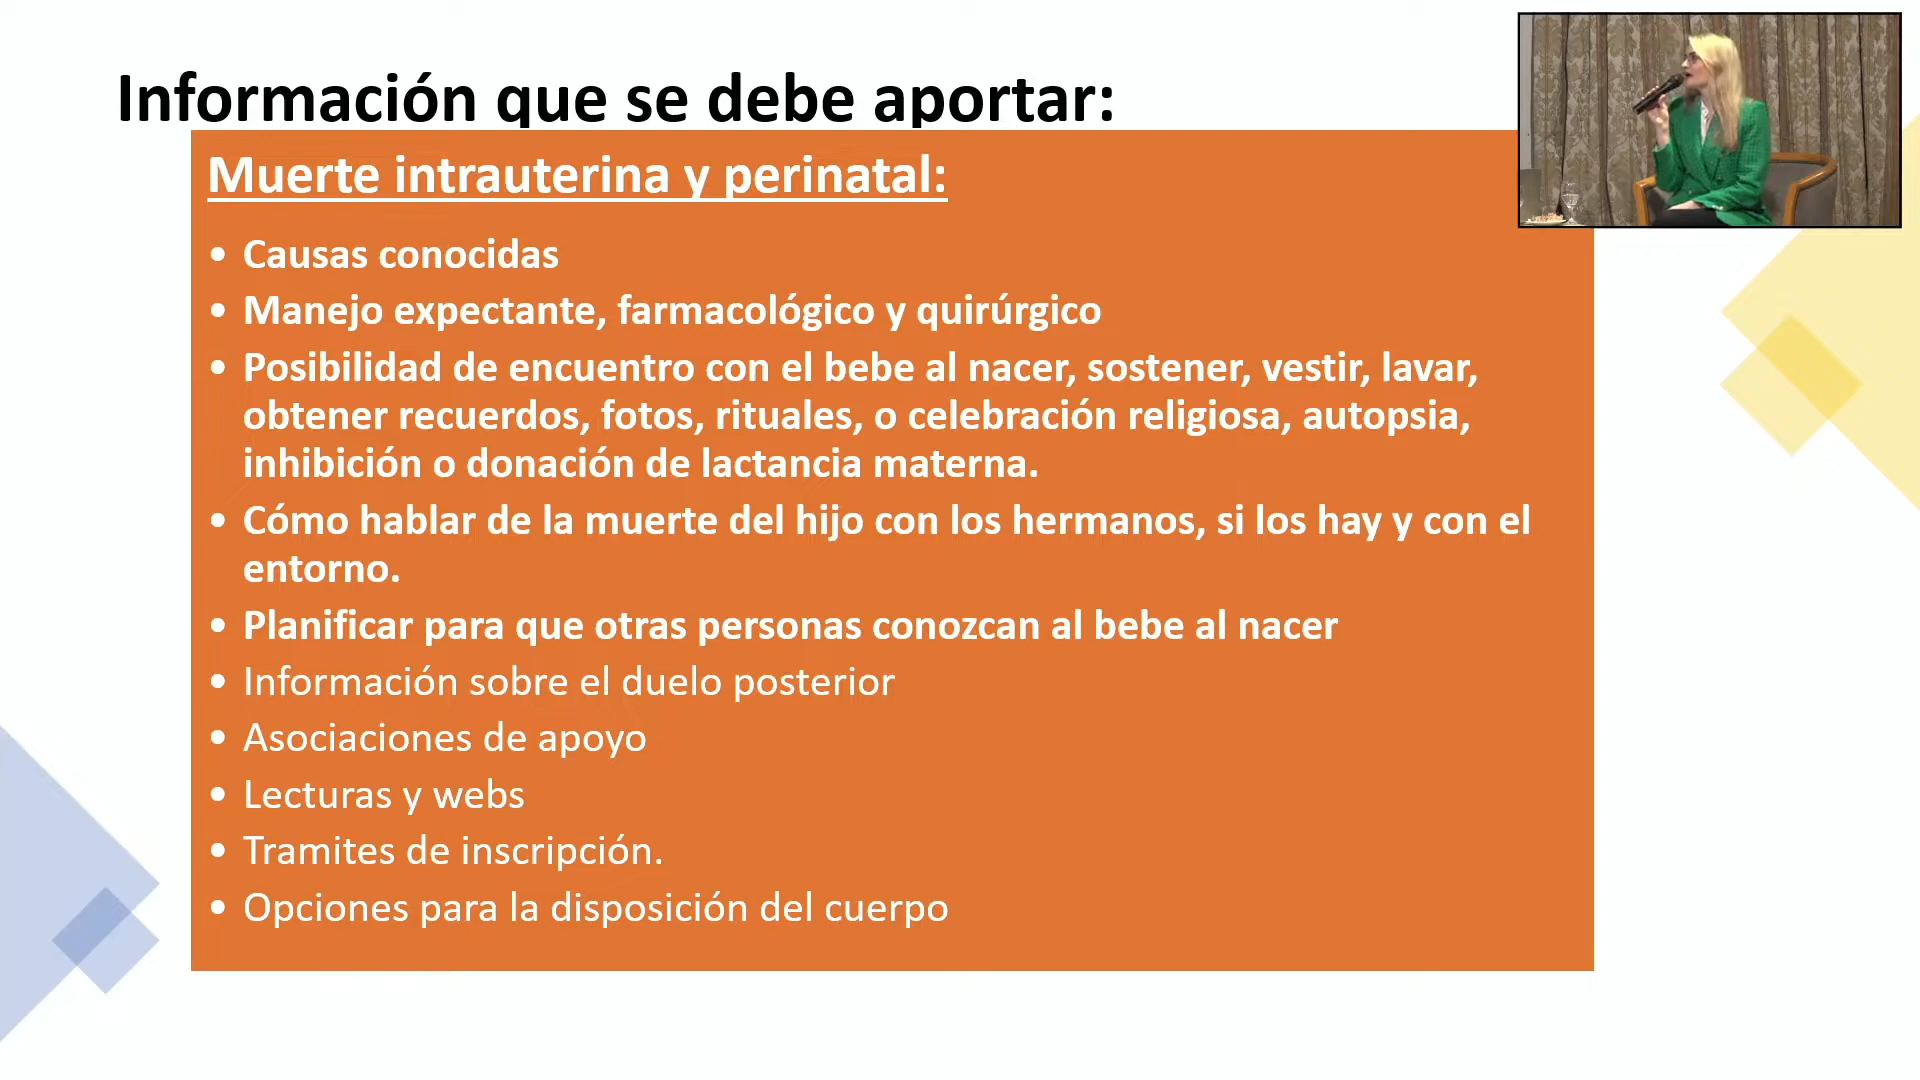 Información que se debe aportar:
Muerte intrauterina y perinatal:
• Causas conocidas
• Manejo expectante, farmacológico y quirúrgico
• Posibilidad de encuentro con el bebe al nacer, sostener, vestir, lavar,
obtener recuerdos, fotos, rituales, o celebración religiosa, autopsia,
inhibición o donación de lactancia materna.
• Cómo hablar de la muerte del hijo con los hermanos, si los hay y con el
entorno.
• Planificar para que otras personas conozcan al bebe al nacer
• Información sobre el duelo posterior
• Asociaciones de apoyo
• Lecturas y webs
• Tramites de inscripción.
• Opciones para la disposición del cuerpo